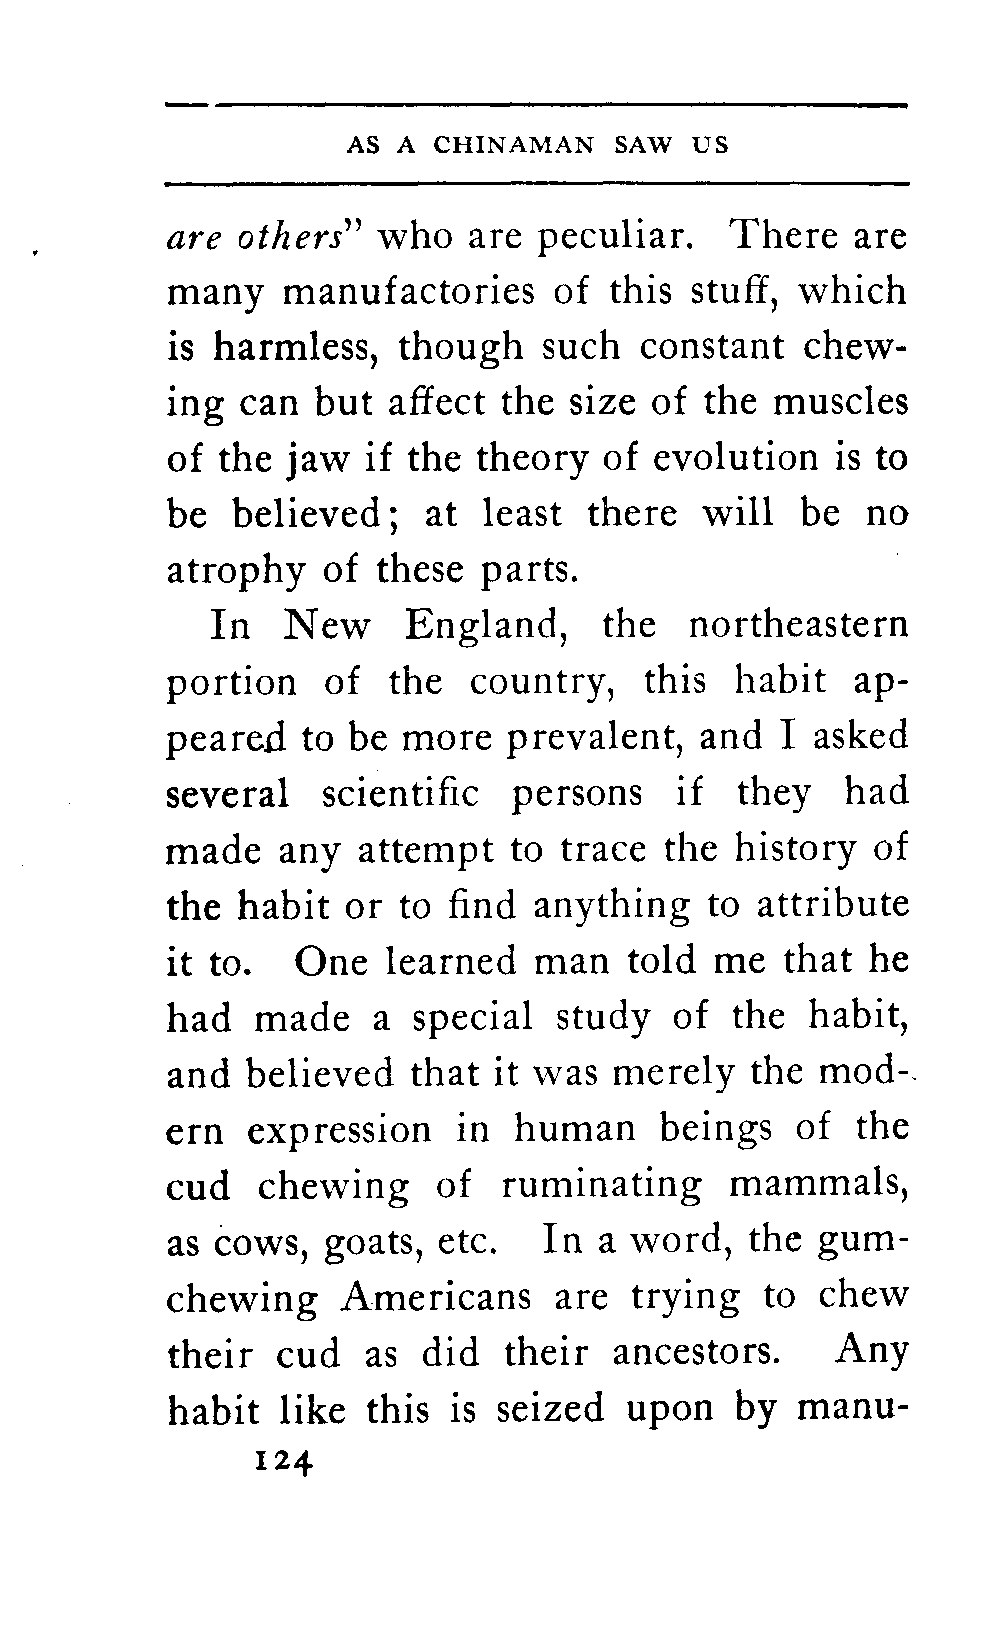 AS A CHINAMAN SAW US
are others" who are peculiar. There are
many manufactories of this stuff, which
is harmless, though such constant chew-
ing can but affect the size of the muscles
of the jaw if the theory of evolution is to
be believed; at least there will be no
atrophy of these parts.
In New England, the northeastern
portion of the country, this habit ap-
peared to be more prevalent, and I asked
several scientific persons if they had
made any attempt to trace the history of
the habit or to find anything to attribute
it to. One learned man told me that he
had made a special study of the habit,
and believed that it was merely the mod-
ern expression in human beings of the
cud chewing of ruminating mammals,
as cows, goats, etc. In a word, the gum-
chewing Americans are trying to chew
their cud as did their ancestors. Any
habit like this is seized upon by manu-
124